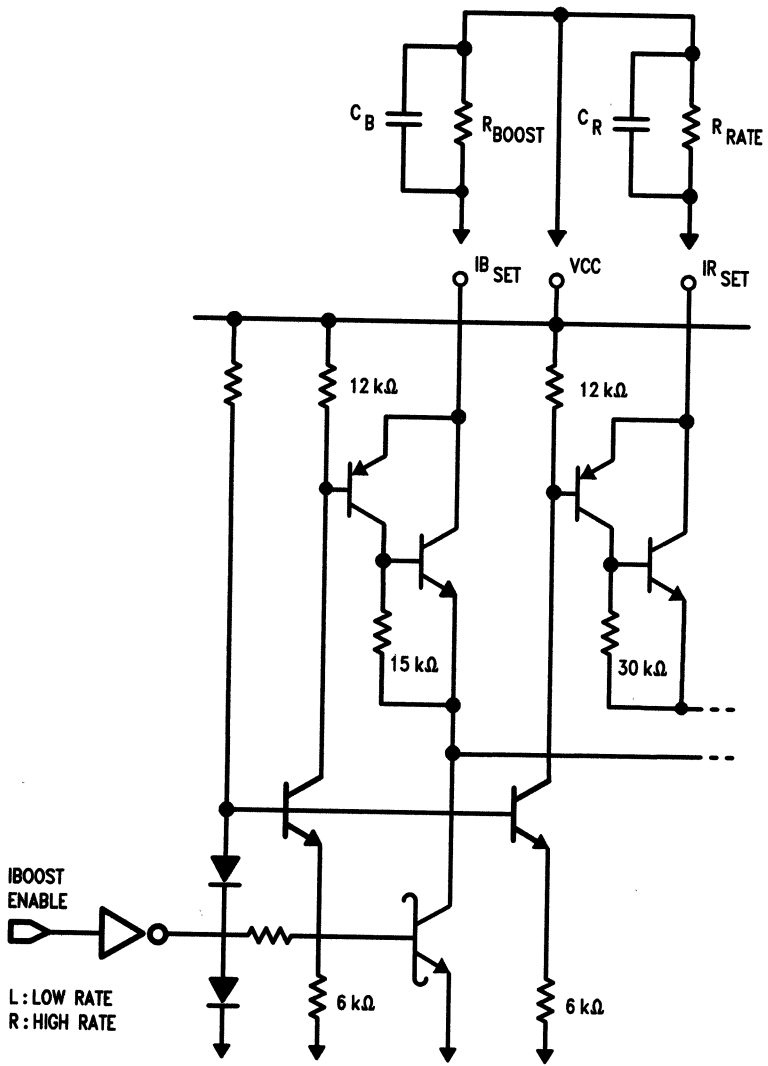 C B
R BOOST
C R
R RATE
IB SET
VCC
IR SET
12 kΩ
12 kΩ
15 kΩ
30 kΩ
IBOOST
ENABLE
L : LOW RATE
R : HIGH RATE
6 kΩ
6 kΩ